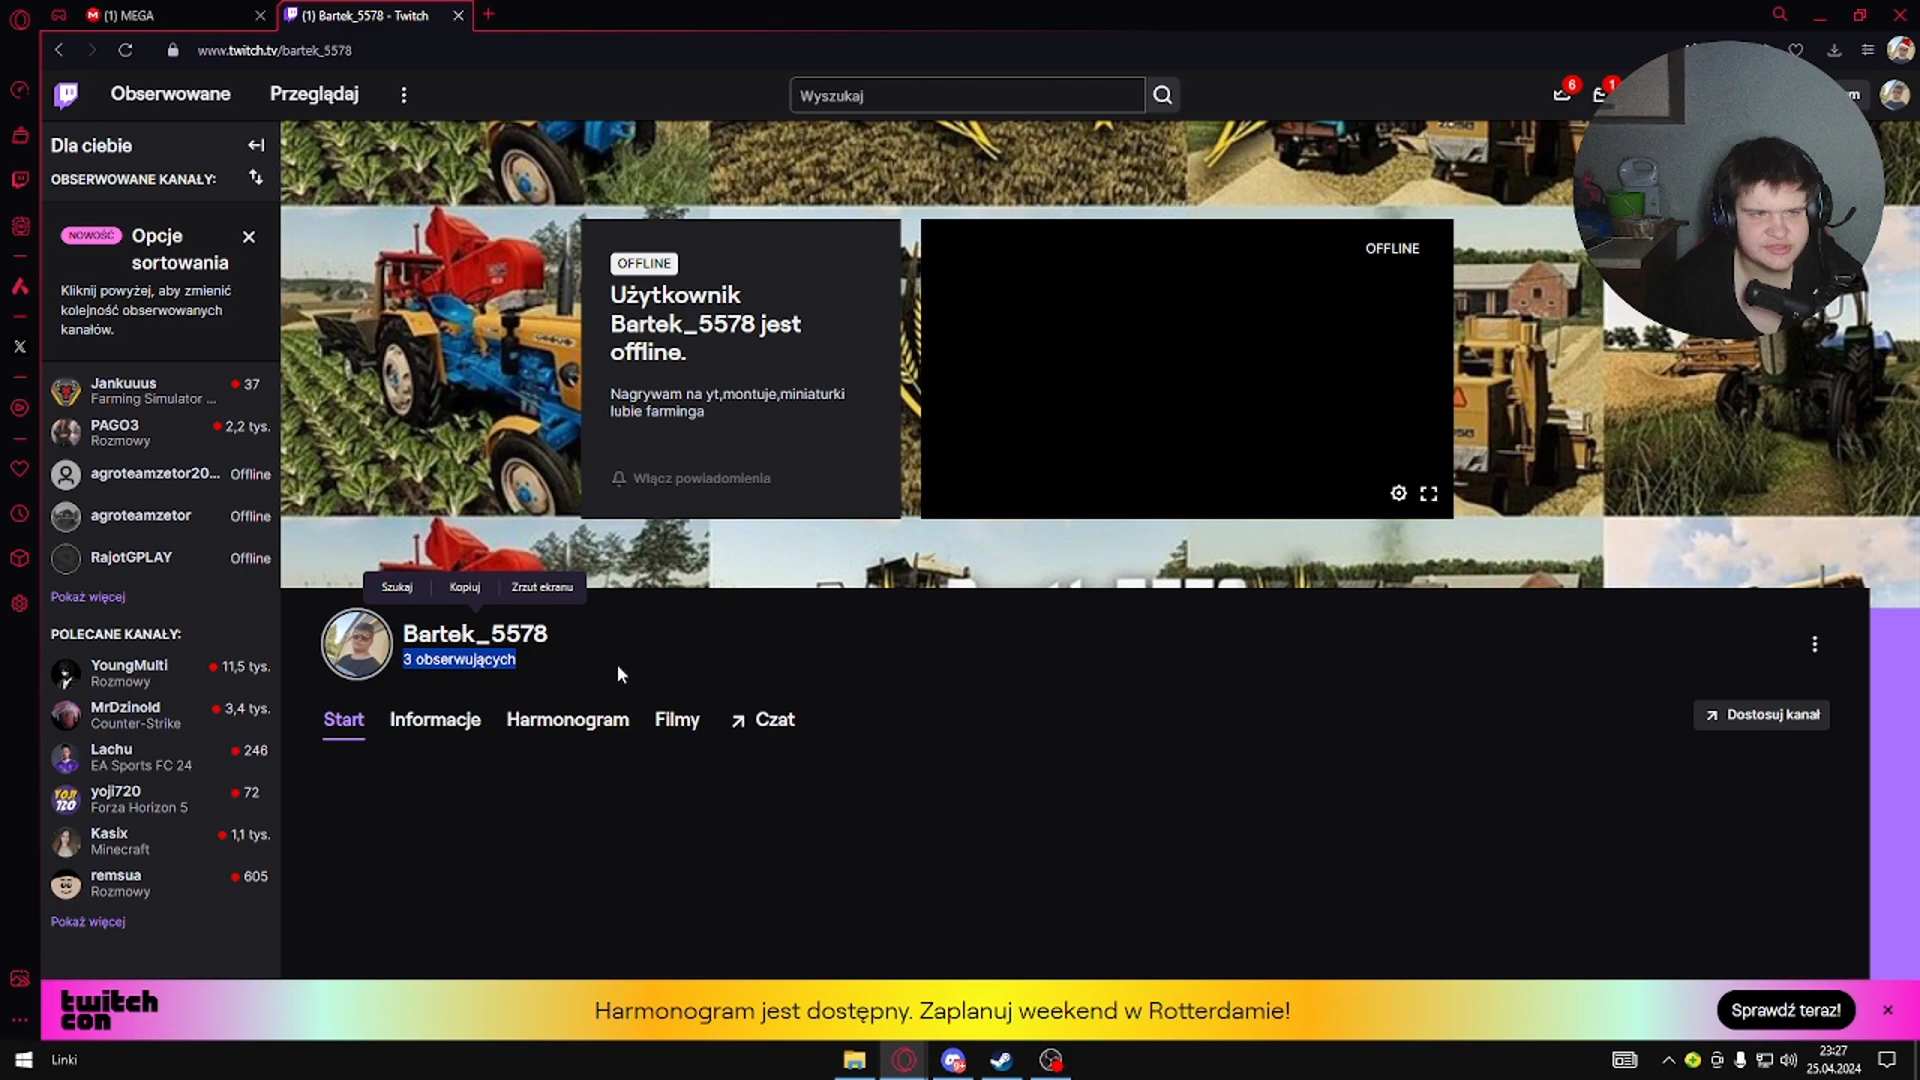 (1) MEGA
(1) Bartek_5578 - Twitch
www.twitch.tv/bartek_5578
Obserwowane
Przeglądaj
Wyszukaj
6
1
Dla ciebie
OBSERWOWANE KANAŁY:
NOWOŚĆ
Opcje
sortowania
Kliknij powyżej, aby zmienić
kolejność obserwowanych
kanałów.
Jankuuus
37
Farming Simulator ...
PAGO3
2,2 tys.
Rozmowy
agroteamzetor20...
Offline
agroteamzetor
Offline
RajotGPLAY
Offline
Pokaż więcej
POLECANE KANAŁY:
YoungMulti
11,5 tys.
Rozmowy
MrDzinold
3,4 tys.
Counter-Strike
Lachu
246
EA Sports FC 24
yoji720
72
Forza Horizon 5
Kasix
1,1 tys.
Minecraft
remsua
605
Rozmowy
Pokaż więcej
OFFLINE
Użytkownik
Bartek_5578 jest
offline.
Nagrywam na yt,montuje,miniaturki
lubie farminga
Włącz powiadomienia
OFFLINE
Szukaj
Kopiuj
Zrzut ekranu
Bartek_5578
3 obserwujących
Start
Informacje
Harmonogram
Filmy
Czat
Dostosuj kanał
twitch
con
Harmonogram jest dostępny. Zaplanuj weekend w Rotterdamie!
Sprawdź teraz!
Linki
23:27
25.04.2024